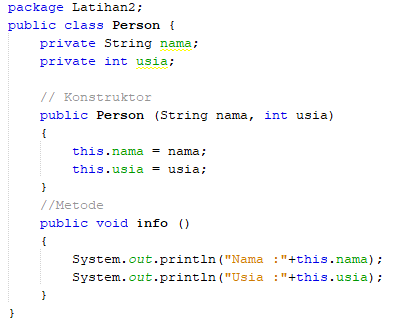 package Latihan2;
public class Person {
    private String nama;
    private int usia;

    // Konstruktor
    public Person (String nama, int usia)
    {
        this.nama = nama;
        this.usia = usia;
    }
    //Metode
    public void info ()
    {
        System.out.println("Nama :"+this.nama);
        System.out.println("Usia :"+this.usia);
    }
}